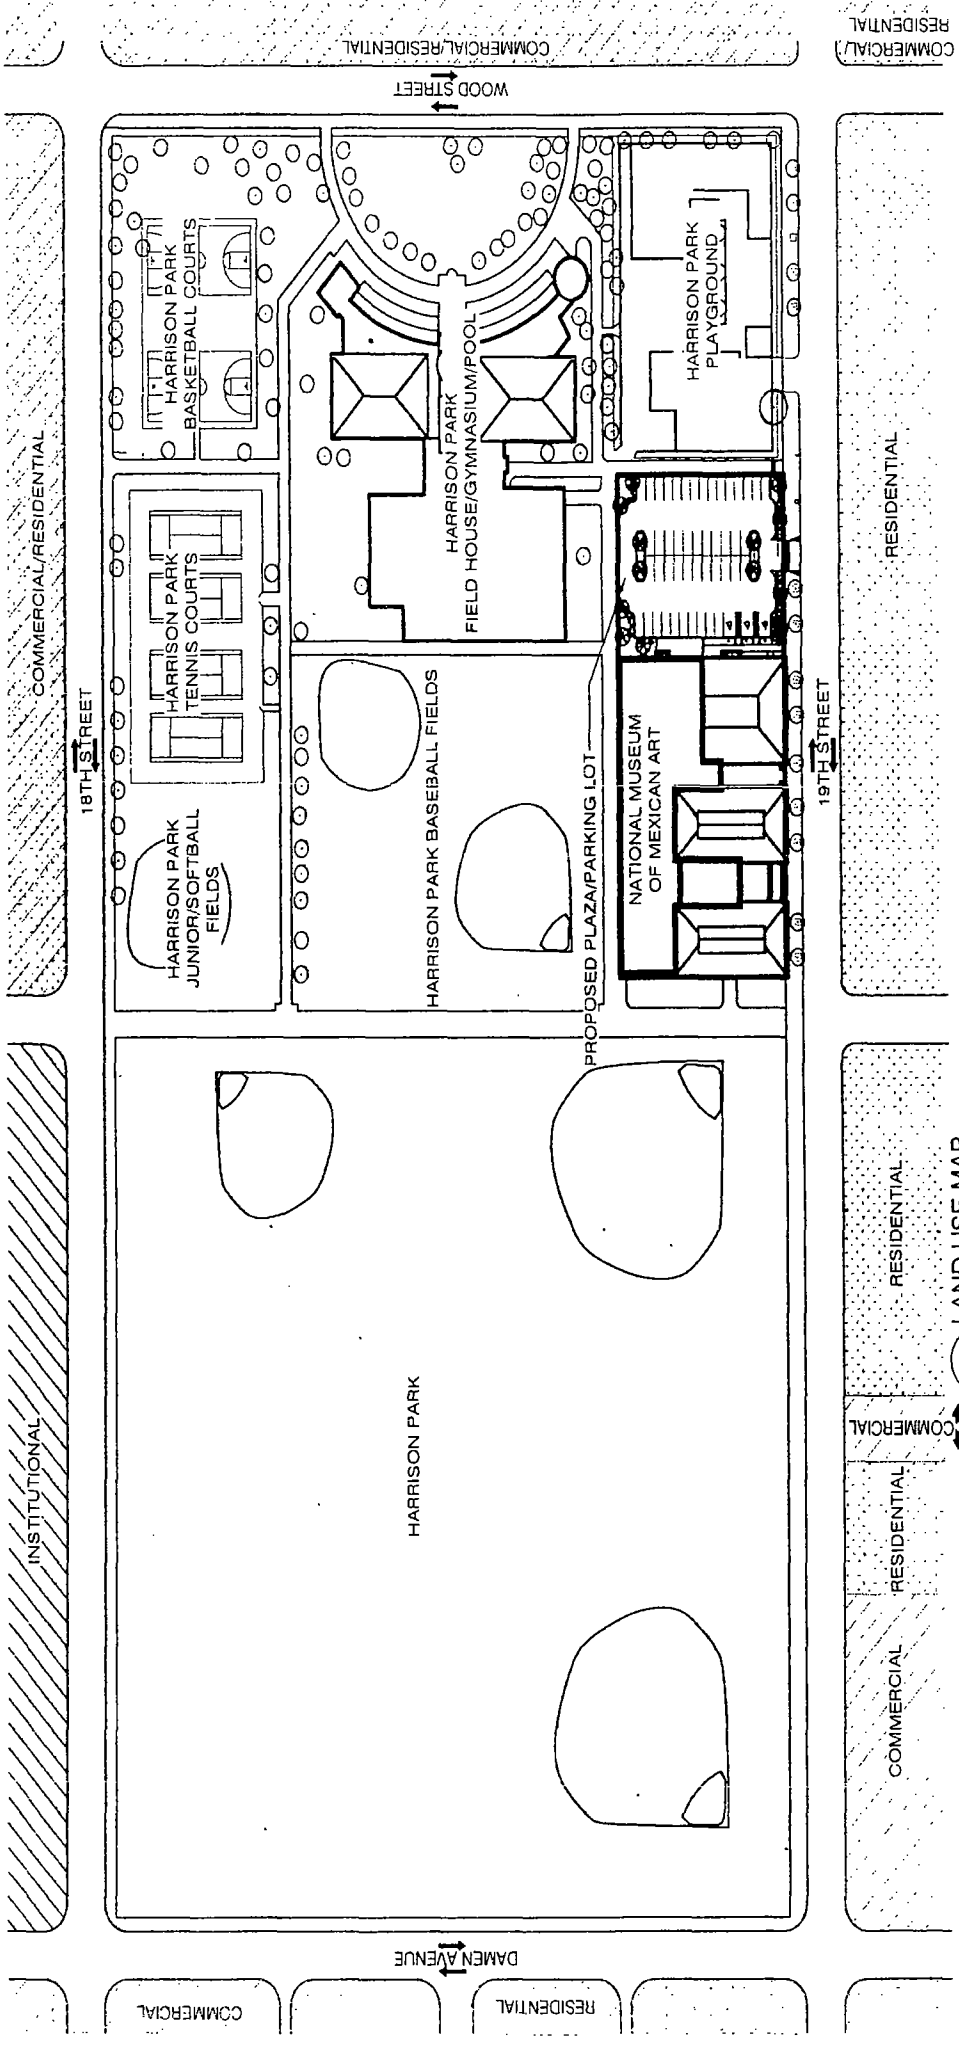 COMMERCIAL/RESIDENTIAL
COMMERCIAL/
RESIDENTIAL
WOOD STREET
COMMERCIAL/RESIDENTIAL
18TH STREET
INSTITUTIONAL
HARRISON PARK
BASKETBALL COURTS
HARRISON PARK
TENNIS COURTS
HARRISON PARK
JUNIOR/SOFTBALL
FIELDS
HARRISON PARK
FIELD HOUSE/GYMNASIUM/POOL
HARRISON PARK BASEBALL FIELDS
HARRISON PARK
PLAYGROUND
PROPOSED PLAZA/PARKING LOT
NATIONAL MUSEUM
OF MEXICAN ART
19TH STREET
RESIDENTIAL
HARRISON PARK
RESIDENTIAL
COMMERCIAL
RESIDENTIAL
COMMERCIAL
DAMEN AVENUE
COMMERCIAL
RESIDENTIAL
LAND USE MAP